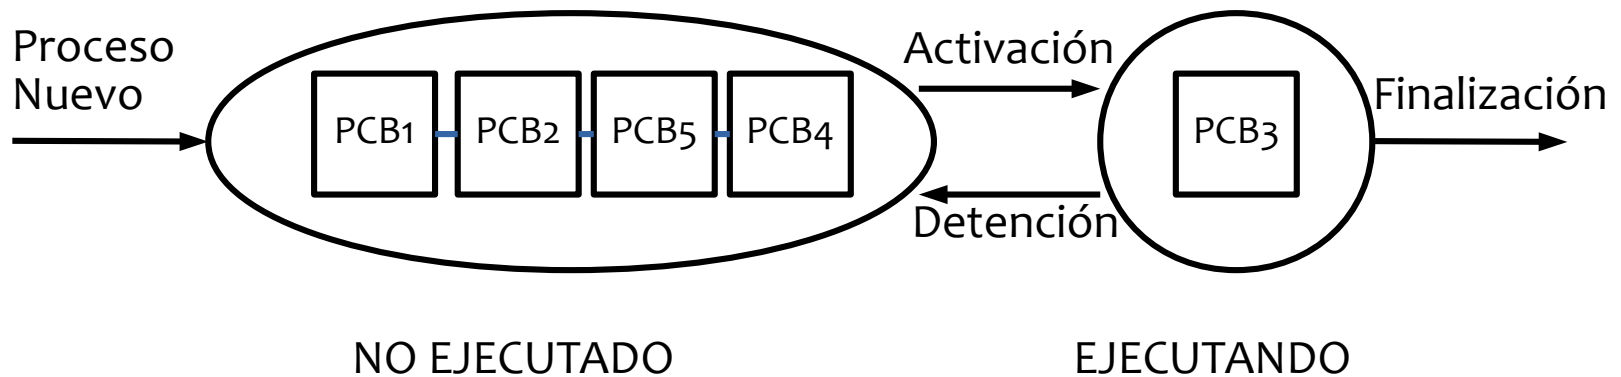 Proceso
Nuevo
PCB1
PCB2
PCB5
PCB4
Activación
Detención
PCB3
Finalización
NO EJECUTADO
EJECUTANDO